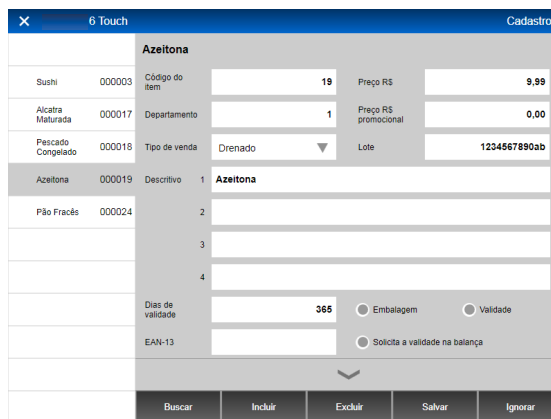 ✕ 6 Touch Cadastro
Azeitona
Sushi 000003
Alcatra
Maturada 000017
Pescado
Congelado 000018
Azeitona 000019
Pão Fracês 000024
Código do
item 19 Preço R$ 9,99
Departamento 1 Preço R$
promocional 0,00
Tipo de venda Drenado Lote 1234567890ab
Descritivo 1 Azeitona
2
3
4
Dias de
validade 365 Embalagem Validade
EAN-13 Solicita a validade na balança
Buscar Incluir Excluir Salvar Ignorar